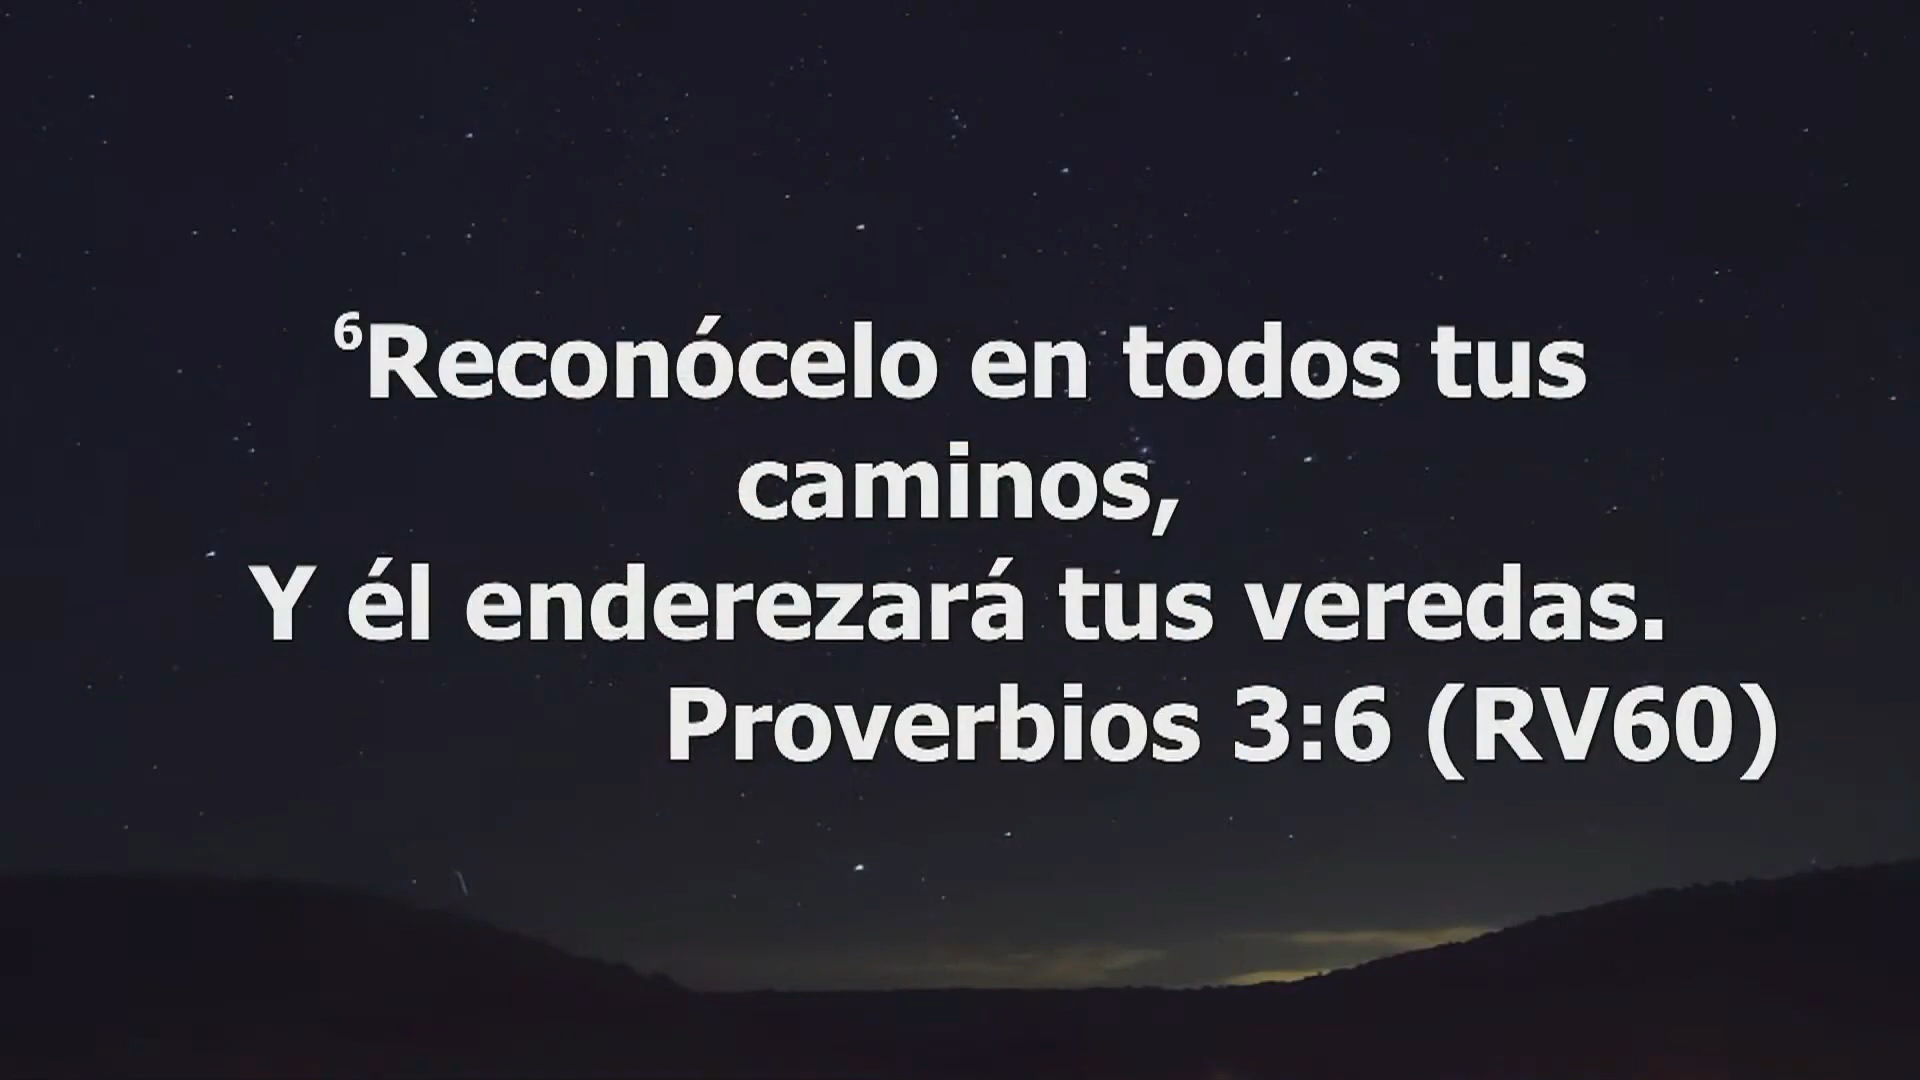 ⁶Reconócelo en todos tus
caminos,
Y él enderezará tus veredas.
Proverbios 3:6 (RV60)